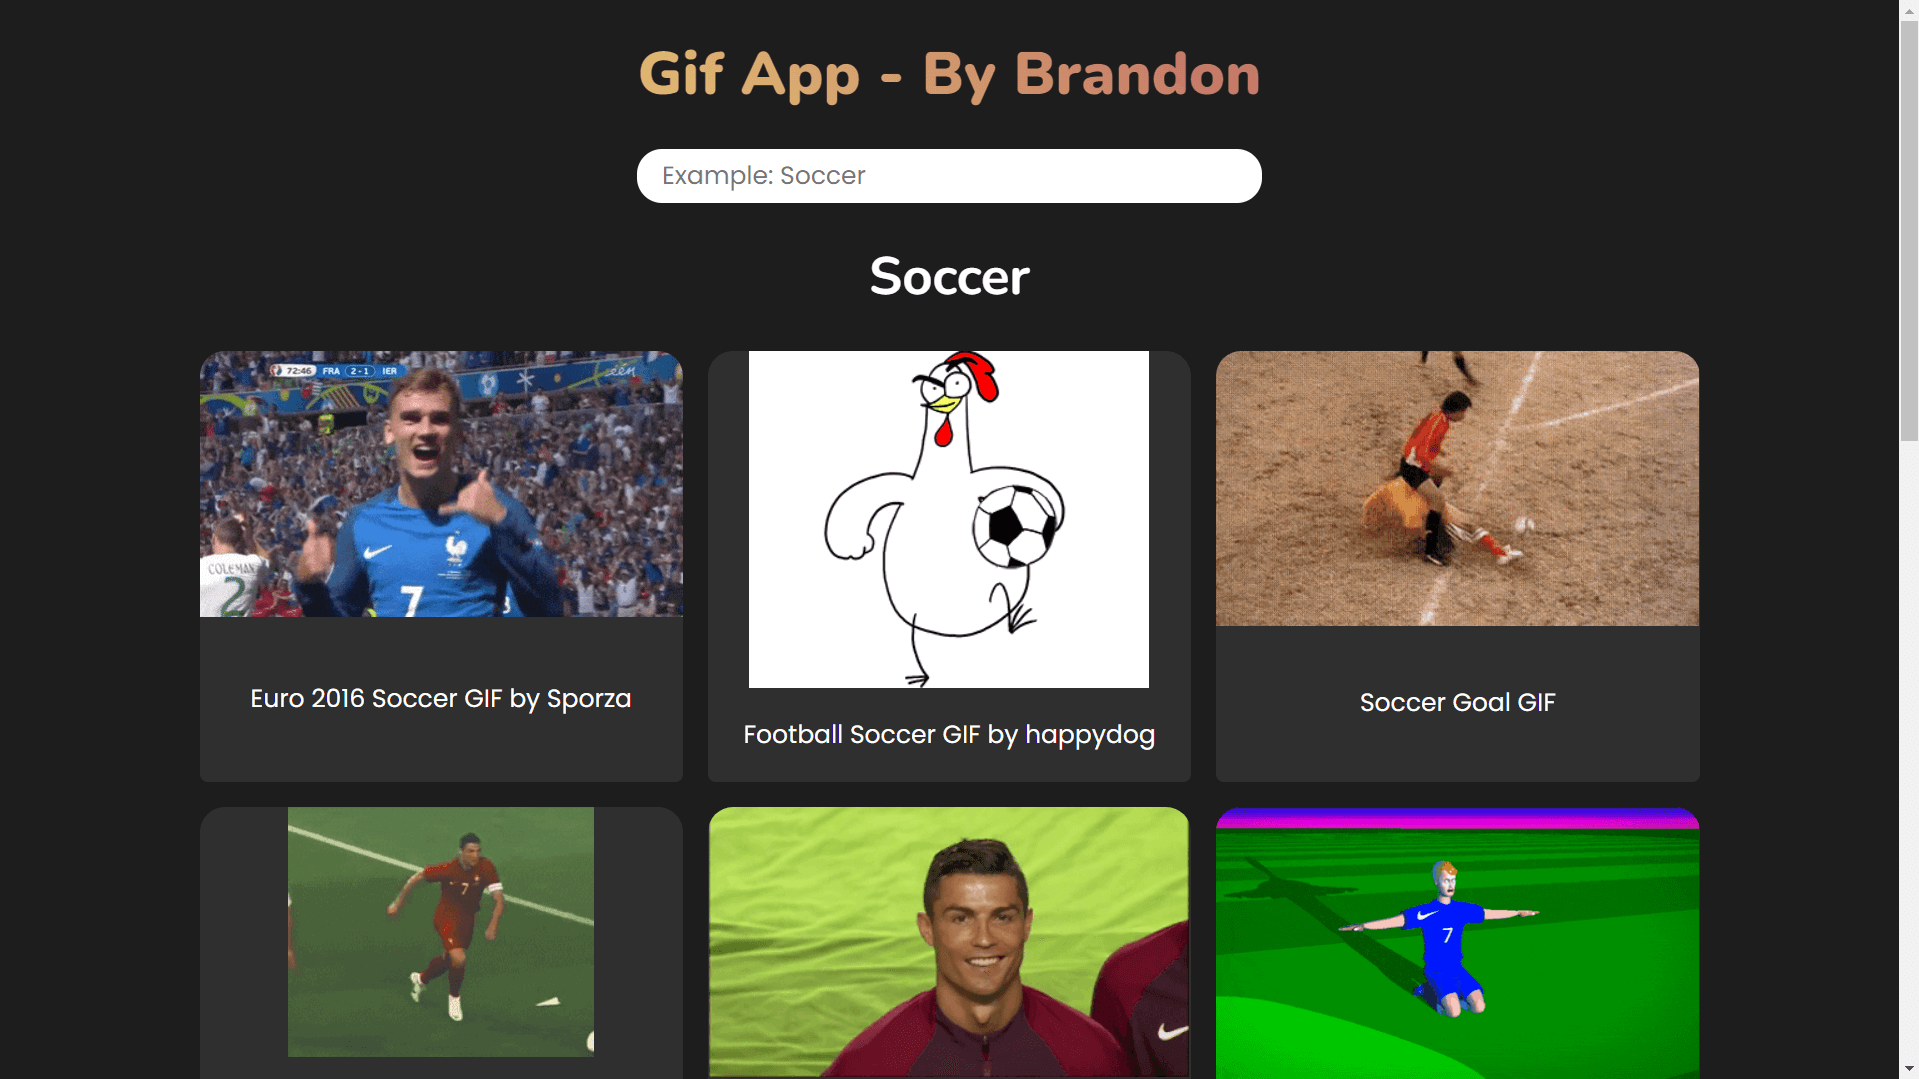 Gif App - By Brandon
Example: Soccer
Soccer
72:46 FRA 2-1 IER
één
COLEMAN
2
7
Euro 2016 Soccer GIF by Sporza
Football Soccer GIF by happydog
Soccer Goal GIF
7
7